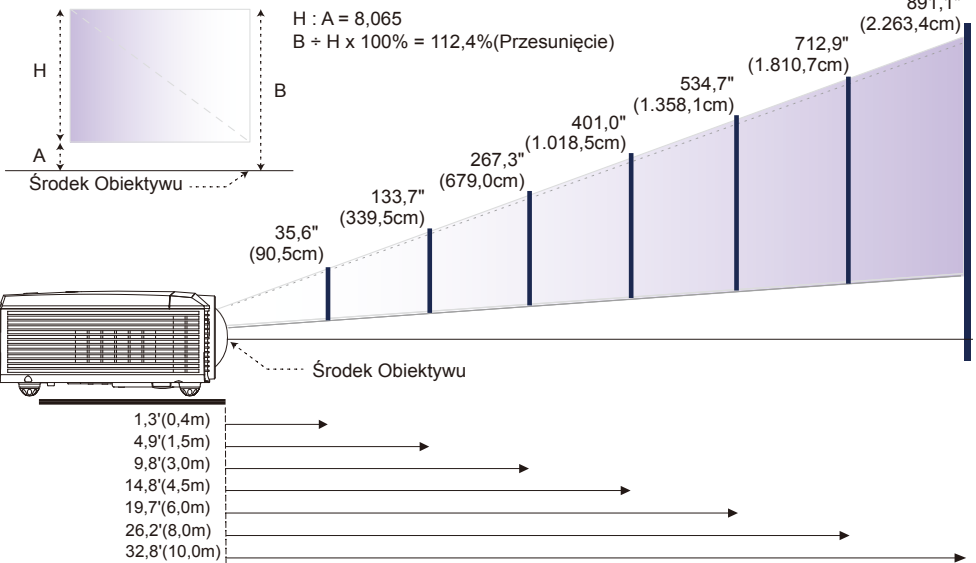 H : A = 8,065
B ÷ H x 100% = 112,4%(Przesunięcie)
H
B
A
Środek Obiektywu
35,6"
(90,5cm)
133,7"
(339,5cm)
267,3"
(679,0cm)
401,0"
(1.018,5cm)
534,7"
(1.358,1cm)
712,9"
(1.810,7cm)
891,1"
(2.263,4cm)
Środek Obiektywu
1,3'(0,4m)
4,9'(1,5m)
9,8'(3,0m)
14,8'(4,5m)
19,7'(6,0m)
26,2'(8,0m)
32,8'(10,0m)